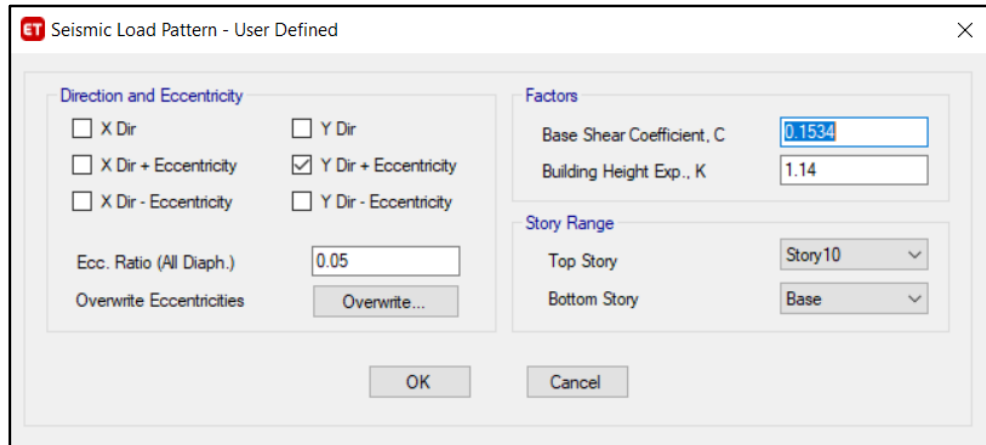 ET Seismic Load Pattern - User Defined
Direction and Eccentricity
X Dir
Y Dir
X Dir + Eccentricity
Y Dir + Eccentricity
X Dir - Eccentricity
Y Dir - Eccentricity
Ecc. Ratio (All Diaph.)
0.05
Overwrite Eccentricities
Overwrite...
Factors
Base Shear Coefficient, C
0.1534
Building Height Exp., K
1.14
Story Range
Top Story
Story10
Bottom Story
Base
OK
Cancel